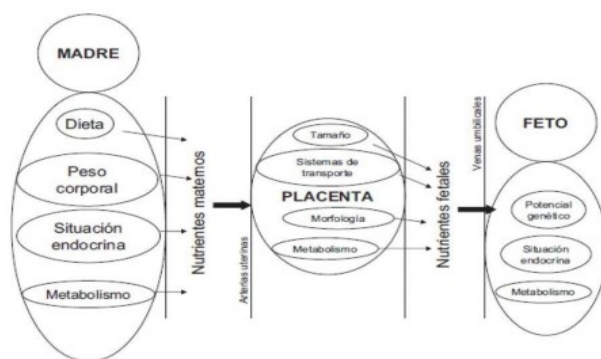 MADRE
Dieta
Peso
corporal
Situación
endocrina
Metabolismo
Nutrientes maternos
Arterias uterinas
Tamaño
Sistemas de
transporte
PLACENTA
Morfología
Metabolismo
Nutrientes fetales
Venas umbilicales
FETO
Potencial
genético
Situación
endocrina
Metabolismo